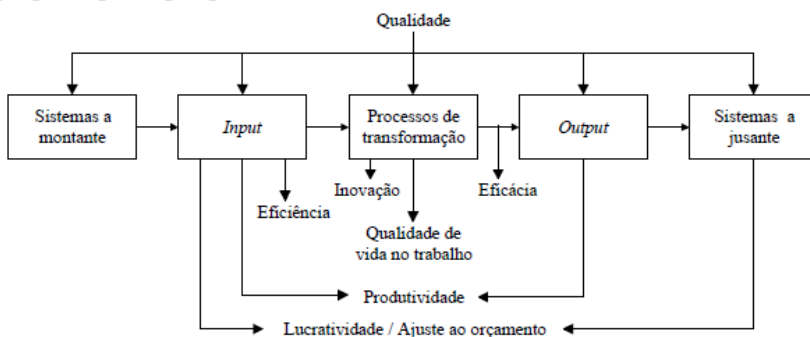 Qualidade
Sistemas a
montante
Input
Processos de
transformação
Output
Sistemas a
jusante
Inovação
Eficácia
Eficiência
Qualidade de
vida no trabalho
Produtividade
Lucratividade / Ajuste ao orçamento